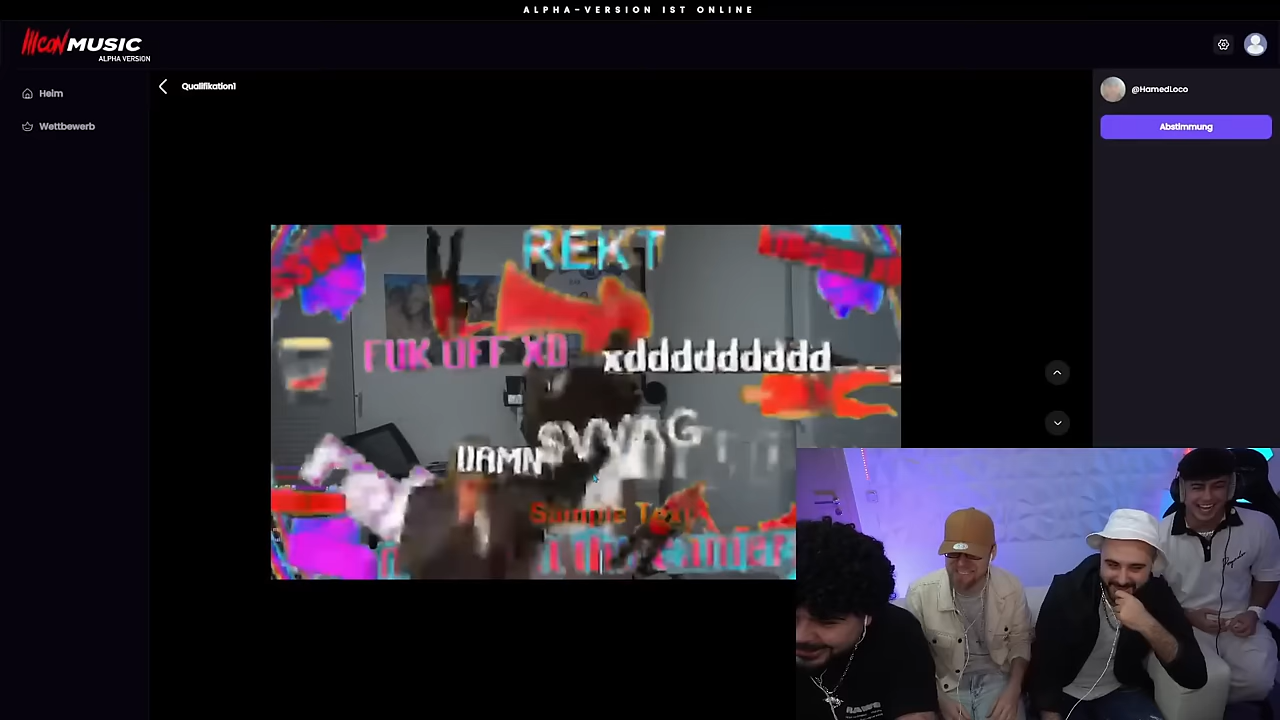 ALPHA-VERSION IST ONLINE
MUSIC
ALPHA VERSION
Heim
Wettbewerb
Qualifikation1
@HamedLoco
Abstimmung
REKT
FUK OFF XD
xddddddddd
SWAG
DAMN
Sample Text